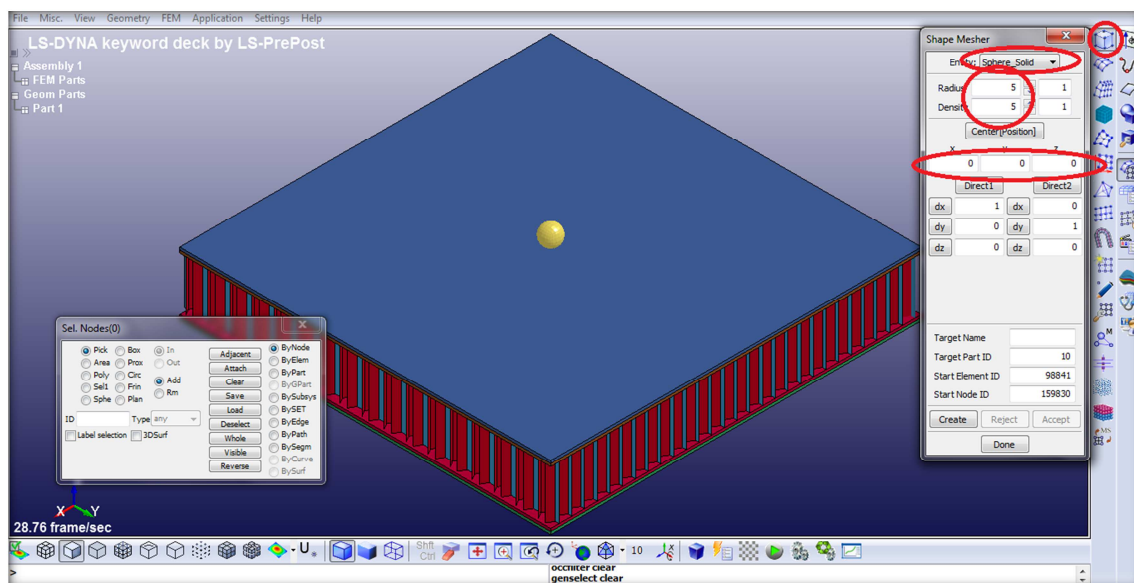 File Misc. View Geometry FEM Application Settings Help
LS-DYNA keyword deck by LS-PrePost
Assembly 1
FEM Parts
Geom Parts
Part 1
Shape Mesher
Entity: Sphere_Solid
Radius 5 1
Density 5 1
Center[Position]
x y z
0 0 0
Direct1 Direct2
dx 1 dx 0
dy 0 dy 1
dz 0 dz 0
Target Name
Target Part ID 10
Start Element ID 98841
Start Node ID 159830
Create Reject Accept
Done
Sel. Nodes(0)
Pick Box In Adjacent ByNode
Area Prox Out Attach ByElem
Poly Circ Add Clear ByPart
Sel1 Frin Rm Save ByGPart
Sphe Plan Load BySubsys
ID Type any Deselect BySET
Label selection 3DSurf Whole ByEdge
Visible ByPath
Reverse BySegm
ByCurve
BySurf
X Y
28.76 frame/sec
U. Shft Ctrl 10
M
MS
>
occfilter clear
genselect clear